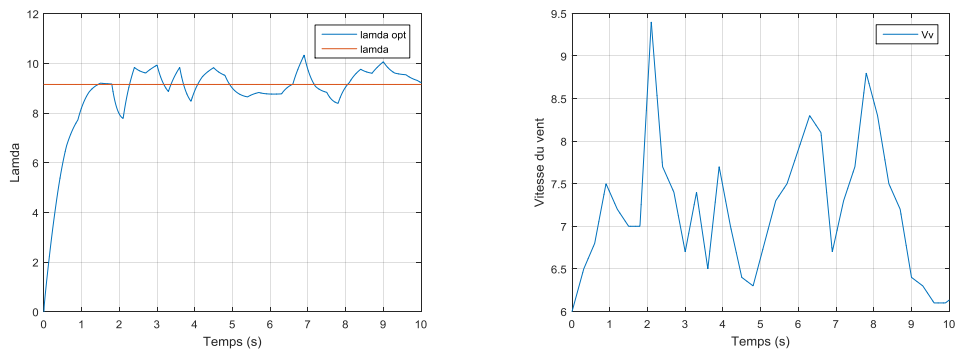 12
10
8
6
4
2
0
0 1 2 3 4 5 6 7 8 9 10
Lamda
Temps (s)
lamda opt
lamda
9.5
9
8.5
8
7.5
7
6.5
6
0 1 2 3 4 5 6 7 8 9 10
Vitesse du vent
Temps (s)
Vv